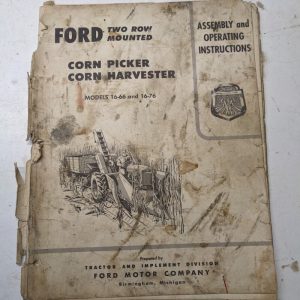 FORD TWO ROW MOUNTED
CORN PICKER
CORN HARVESTER
MODELS 16-66 and 16-76
ASSEMBLY and
OPERATING
INSTRUCTIONS
Prepared by
TRACTOR AND IMPLEMENT DIVISION
FORD MOTOR COMPANY
Birmingham, Michigan